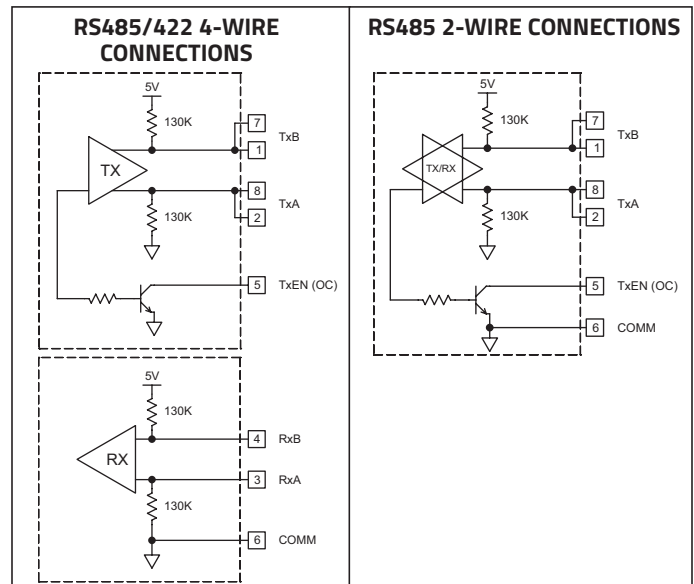 RS485/422 4-WIRE
CONNECTIONS
5V
130K
7
TxB
1
TX
8
TxA
130K
2
5 TxEN (OC)
5V
130K
4 RxB
RX
3 RxA
130K
6 COMM
RS485 2-WIRE CONNECTIONS
5V
130K
7
TxB
1
TX/RX
8
TxA
130K
2
5 TxEN (OC)
6 COMM